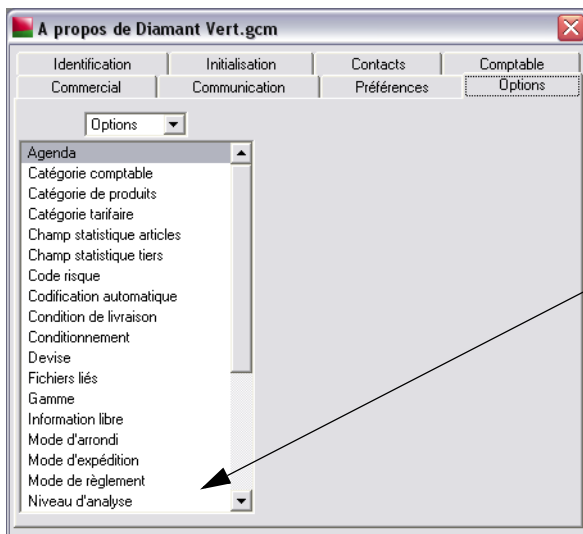 A propos de Diamant Vert.gcm
Identification Initialisation Contacts Comptable
Commercial Communication Préférences Options
Options
Agenda
Catégorie comptable
Catégorie de produits
Catégorie tarifaire
Champ statistique articles
Champ statistique tiers
Code risque
Codification automatique
Condition de livraison
Conditionnement
Devise
Fichiers liés
Gamme
Information libre
Mode d'arrondi
Mode d'expédition
Mode de règlement
Niveau d'analyse